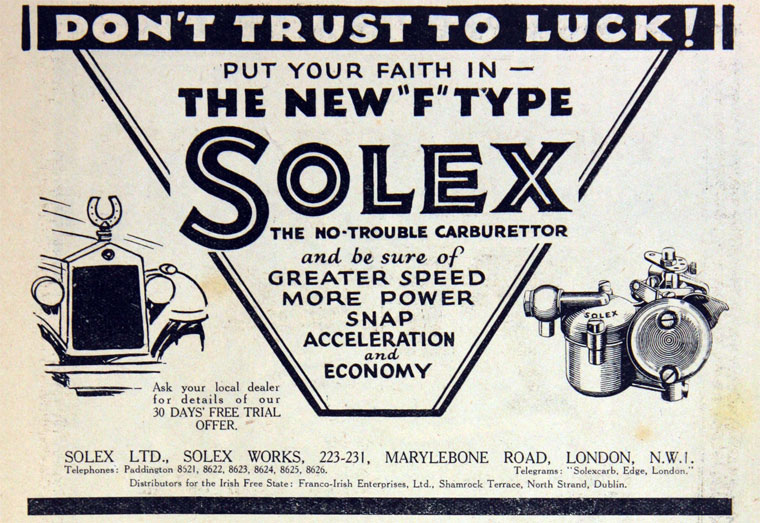 DON'T TRUST TO LUCK!
PUT YOUR FAITH IN —
THE NEW "F" TYPE
SOLEX
THE NO-TROUBLE CARBURETTOR
and be sure of
GREATER SPEED
MORE POWER
SNAP
ACCELERATION
and
ECONOMY
SOLEX
Ask your local dealer
for details of our
30 DAYS' FREE TRIAL
OFFER.
SOLEX LTD., SOLEX WORKS, 223-231, MARYLEBONE ROAD, LONDON, N.W.1.
Telephones: Paddington 8521, 8622, 8623, 8624, 8625, 8626. Telegrams: "Solexcarb, Edge, London."
Distributors for the Irish Free State: Franco-Irish Enterprises, Ltd., Shamrock Terrace, North Strand, Dublin.